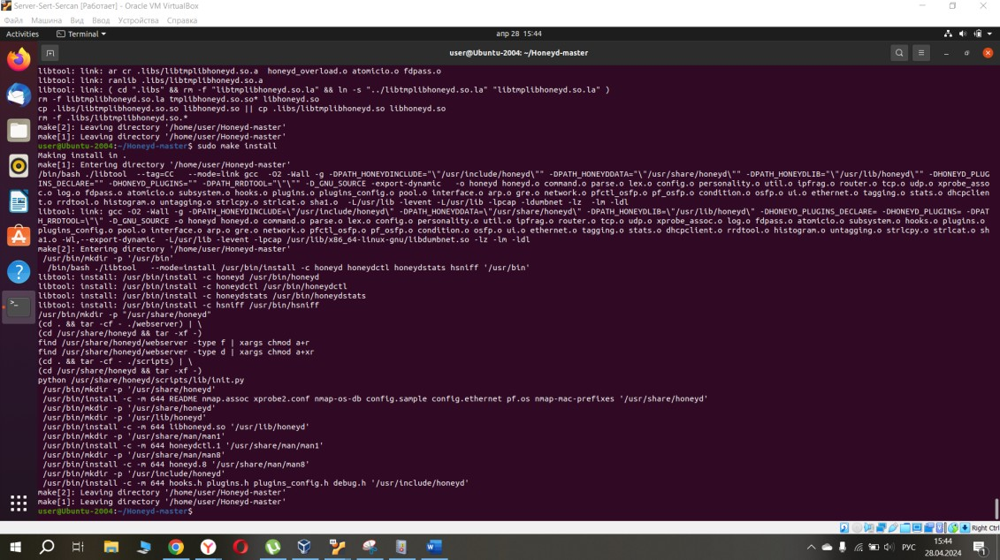 Server-Sert-Sercan [Работает] - Oracle VM VirtualBox
Файл Машина Вид Ввод Устройства Справка
Activities Terminal апр 28 15:44
user@Ubuntu-2004: ~/Honeyd-master
libtool: link: ar cr .libs/libtmplibhoneyd.so.a  honeyd_overload.o atomicio.o fdpass.o
libtool: link: ranlib .libs/libtmplibhoneyd.so.a
libtool: link: ( cd ".libs" && rm -f "libtmplibhoneyd.so.la" && ln -s "../libtmplibhoneyd.so.la" "libtmplibhoneyd.so.la" )
rm -f libtmplibhoneyd.so.la tmplibhoneyd.so.so* libhoneyd.so
cp .libs/libtmplibhoneyd.so.so libhoneyd.so || cp .libs/libtmplibhoneyd.so libhoneyd.so
rm -f .libs/libtmplibhoneyd.so.*
make[2]: Leaving directory '/home/user/Honeyd-master'
make[1]: Leaving directory '/home/user/Honeyd-master'
user@Ubuntu-2004:~/Honeyd-master$ sudo make install
Making install in .
make[1]: Entering directory '/home/user/Honeyd-master'
/bin/bash ./libtool  --tag=CC   --mode=link gcc  -O2 -Wall -g -DPATH_HONEYDINCLUDE="\"/usr/include/honeyd\"" -DPATH_HONEYDDATA="\"/usr/share/honeyd\"" -DPATH_HONEYDLIB="\"/usr/lib/honeyd\"" -DHONEYD_PLUG
INS_DECLARE="" -DHONEYD_PLUGINS="" -DPATH_RRDTOOL="\"\"" -D_GNU_SOURCE -export-dynamic   -o honeyd honeyd.o command.o parse.o lex.o config.o personality.o util.o ipfrag.o router.o tcp.o udp.o xprobe_asso
c.o log.o fdpass.o atomicio.o subsystem.o hooks.o plugins.o plugins_config.o pool.o interface.o arp.o gre.o network.o pfctl_osfp.o pf_osfp.o condition.o osfp.o ui.o ethernet.o tagging.o stats.o dhcpclien
t.o rrdtool.o histogram.o untagging.o strlcpy.o strlcat.o sha1.o  -L/usr/lib -levent -L/usr/lib -lpcap -ldumbnet -lz  -lm -ldl
libtool: link: gcc -O2 -Wall -g -DPATH_HONEYDINCLUDE=\"/usr/include/honeyd\" -DPATH_HONEYDDATA=\"/usr/share/honeyd\" -DPATH_HONEYDLIB=\"/usr/lib/honeyd\" -DHONEYD_PLUGINS_DECLARE= -DHONEYD_PLUGINS= -DPAT
H_RRDTOOL=\"\" -D_GNU_SOURCE -o honeyd honeyd.o command.o parse.o lex.o config.o personality.o util.o ipfrag.o router.o tcp.o udp.o xprobe_assoc.o log.o fdpass.o atomicio.o subsystem.o hooks.o plugins.o
plugins_config.o pool.o interface.o arp.o gre.o network.o pfctl_osfp.o pf_osfp.o condition.o osfp.o ui.o ethernet.o tagging.o stats.o dhcpclient.o rrdtool.o histogram.o untagging.o strlcpy.o strlcat.o sh
a1.o -Wl,--export-dynamic  -L/usr/lib -levent -lpcap /usr/lib/x86_64-linux-gnu/libdumbnet.so -lz -lm -ldl
make[2]: Entering directory '/home/user/Honeyd-master'
/usr/bin/mkdir -p '/usr/bin'
/bin/bash ./libtool   --mode=install /usr/bin/install -c honeyd honeydctl honeydstats hsniff '/usr/bin'
libtool: install: /usr/bin/install -c honeyd /usr/bin/honeyd
libtool: install: /usr/bin/install -c honeydctl /usr/bin/honeydctl
libtool: install: /usr/bin/install -c honeydstats /usr/bin/honeydstats
libtool: install: /usr/bin/install -c hsniff /usr/bin/hsniff
/usr/bin/mkdir -p "/usr/share/honeyd"
(cd . && tar -cf - ./webserver) | \
(cd /usr/share/honeyd && tar -xf -)
find /usr/share/honeyd/webserver -type f | xargs chmod a+r
find /usr/share/honeyd/webserver -type d | xargs chmod a+xr
(cd . && tar -cf - ./scripts) | \
(cd /usr/share/honeyd && tar -xf -)
python /usr/share/honeyd/scripts/lib/init.py
/usr/bin/mkdir -p '/usr/share/honeyd'
/usr/bin/install -c -m 644 README nmap.assoc xprobe2.conf nmap-os-db config.sample config.ethernet pf.os nmap-mac-prefixes '/usr/share/honeyd'
/usr/bin/mkdir -p '/usr/share/honeyd'
/usr/bin/mkdir -p '/usr/lib/honeyd'
/usr/bin/install -c -m 644 libhoneyd.so '/usr/lib/honeyd'
/usr/bin/mkdir -p '/usr/share/man/man1'
/usr/bin/install -c -m 644 honeydctl.1 '/usr/share/man/man1'
/usr/bin/mkdir -p '/usr/share/man/man8'
/usr/bin/install -c -m 644 honeyd.8 '/usr/share/man/man8'
/usr/bin/mkdir -p '/usr/include/honeyd'
/usr/bin/install -c -m 644 hooks.h plugins.h plugins_config.h debug.h '/usr/include/honeyd'
make[2]: Leaving directory '/home/user/Honeyd-master'
make[1]: Leaving directory '/home/user/Honeyd-master'
user@Ubuntu-2004:~/Honeyd-master$
Right Ctrl
РУС 15:44
28.04.2024